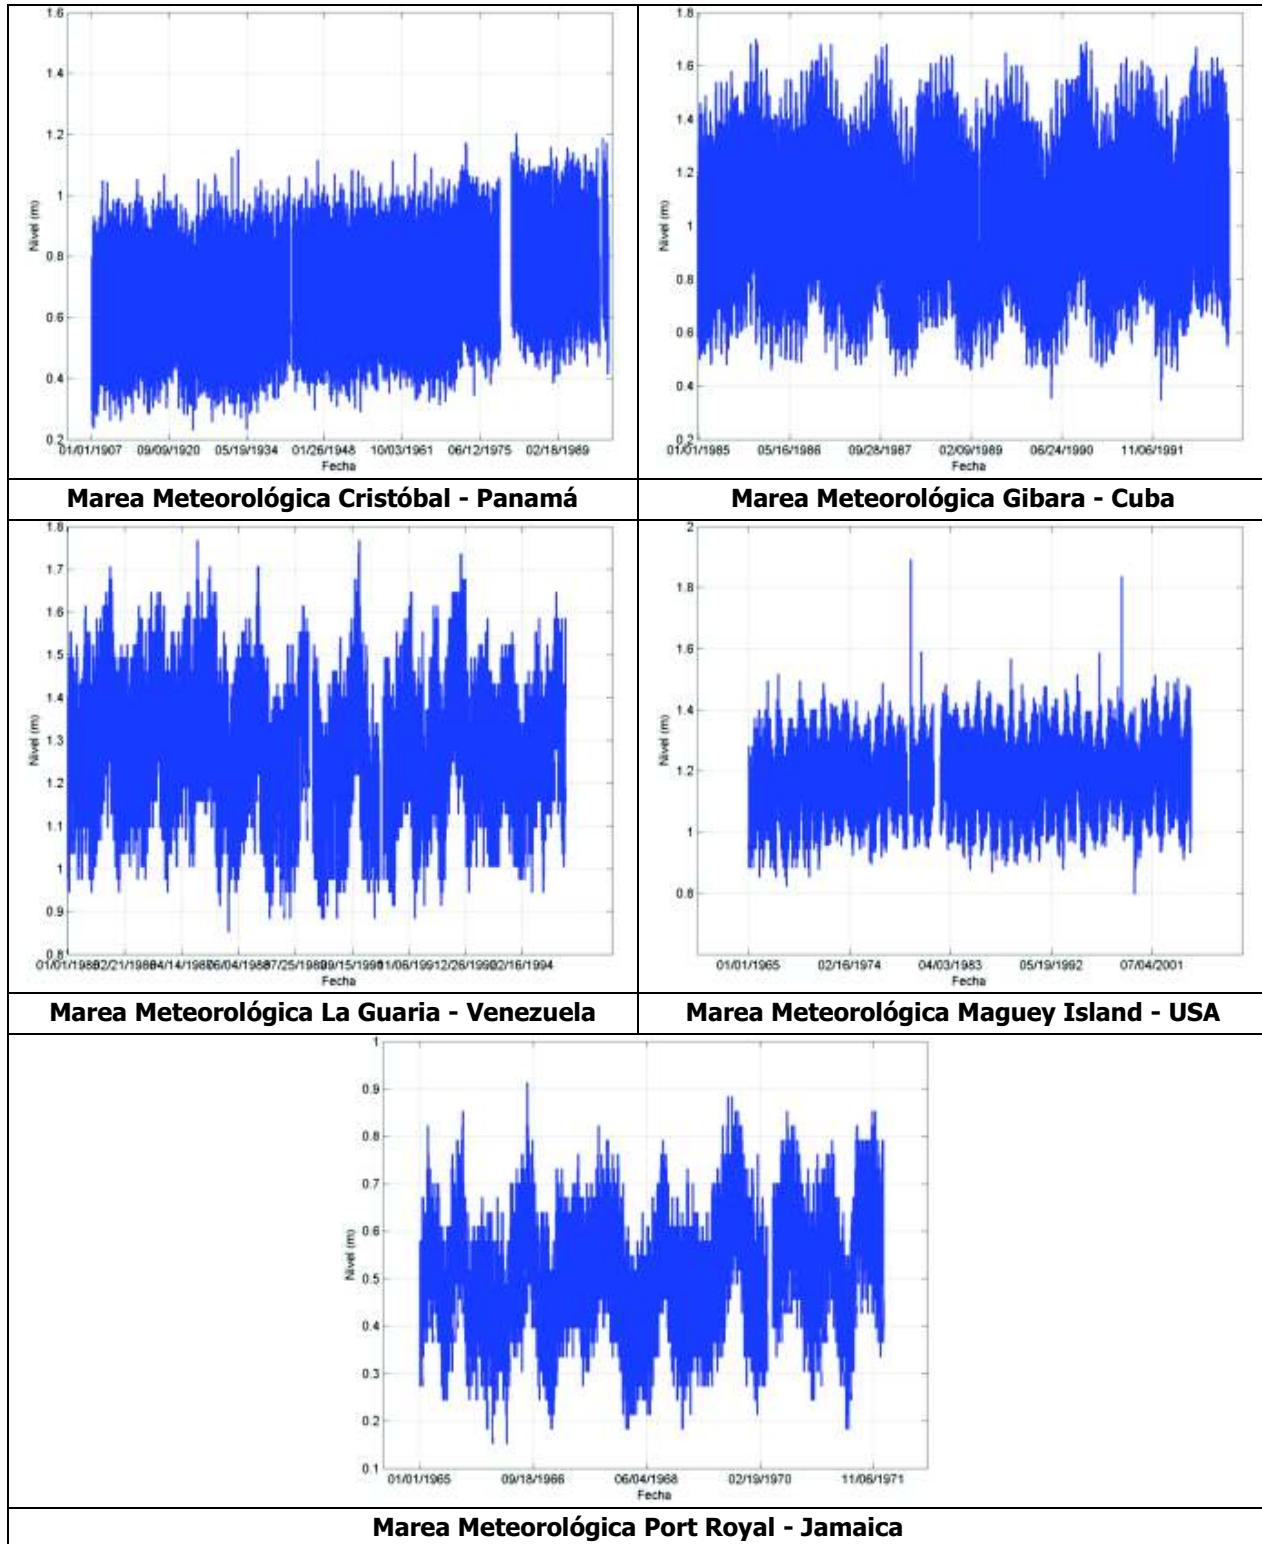 1.6
1.4
1.2
1
0.8
0.6
0.4
0.2
Nivel (m)
01/01/1907 09/09/1920 05/19/1934 01/26/1948 10/03/1961 06/12/1975 02/18/1989
Fecha
Marea Meteorológica Cristóbal - Panamá
1.8
1.6
1.4
1.2
1
0.8
0.6
0.4
0.2
Nivel (m)
01/01/1985 05/16/1986 09/28/1987 02/09/1989 06/24/1990 11/06/1991
Fecha
Marea Meteorológica Gibara - Cuba
1.8
1.7
1.6
1.5
1.4
1.3
1.2
1.1
1
0.9
0.8
Nivel (m)
02/16/1994
Fecha
Marea Meteorológica La Guaria - Venezuela
2
1.8
1.6
1.4
1.2
1
0.8
Nivel (m)
01/01/1965 02/16/1974 04/03/1983 05/19/1992 07/04/2001
Fecha
Marea Meteorológica Maguey Island - USA
1
0.9
0.8
0.7
0.6
0.5
0.4
0.3
0.2
0.1
Nivel (m)
01/01/1965 09/18/1966 06/04/1968 02/19/1970 11/06/1971
Fecha
Marea Meteorológica Port Royal - Jamaica